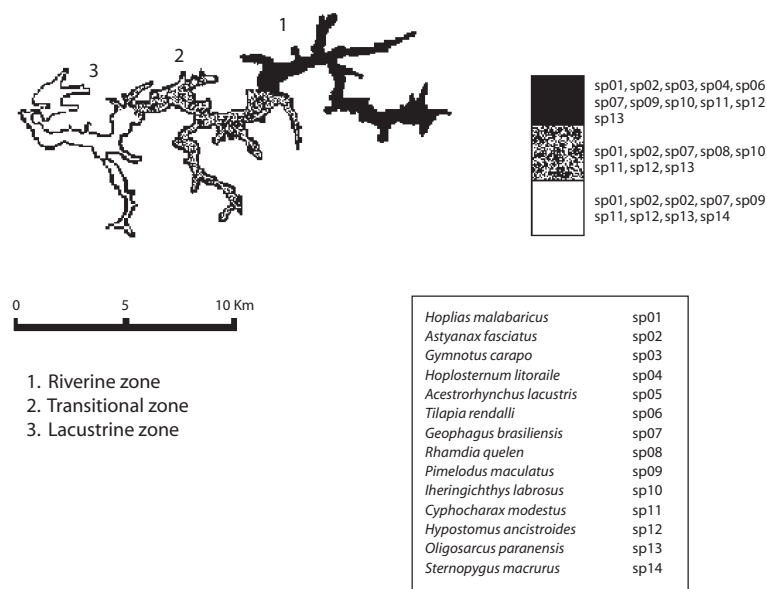 1
2
3
sp01, sp02, sp03, sp04, sp06
sp07, sp09, sp10, sp11, sp12
sp13
sp01, sp02, sp07, sp08, sp10
sp11, sp12, sp13
sp01, sp02, sp02, sp07, sp09
sp11, sp12, sp13, sp14
0 5 10 Km
1. Riverine zone
2. Transitional zone
3. Lacustrine zone
Hoplias malabaricus sp01
Astyanax fasciatus sp02
Gymnotus carapo sp03
Hoplosternum litoraile sp04
Acestrorhynchus lacustris sp05
Tilapia rendalli sp06
Geophagus brasiliensis sp07
Rhamdia quelen sp08
Pimelodus maculatus sp09
Iheringichthys labrosus sp10
Cyphocharax modestus sp11
Hypostomus ancistroides sp12
Oligosarcus paranensis sp13
Sternopygus macrurus sp14